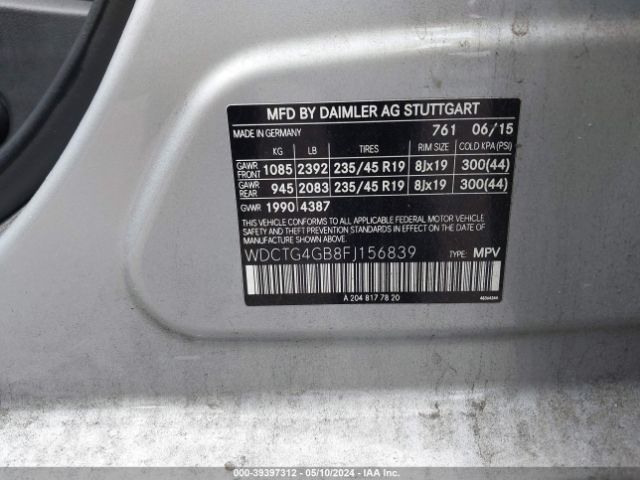 MFD BY DAIMLER AG STUTTGART
MADE IN GERMANY 761 06/15
KG LB TIRES RIM SIZE COLD KPA (PSI)
GAWR FRONT 1085 2392 235/45 R19 8Jx19 300(44)
GAWR REAR 945 2083 235/45 R19 8Jx19 300(44)
GVWR 1990 4387
THIS VEHICLE CONFORMS TO ALL APPLICABLE FEDERAL MOTOR VEHICLE
SAFETY STANDARDS IN EFFECT ON THE DATE OF MANUFACTURE SHOWN ABOVE.
WDCTG4GB8FJ156839 TYPE: MPV
A 204 817 78 20
000-39397312 - 05/10/2024 - IAA Inc.